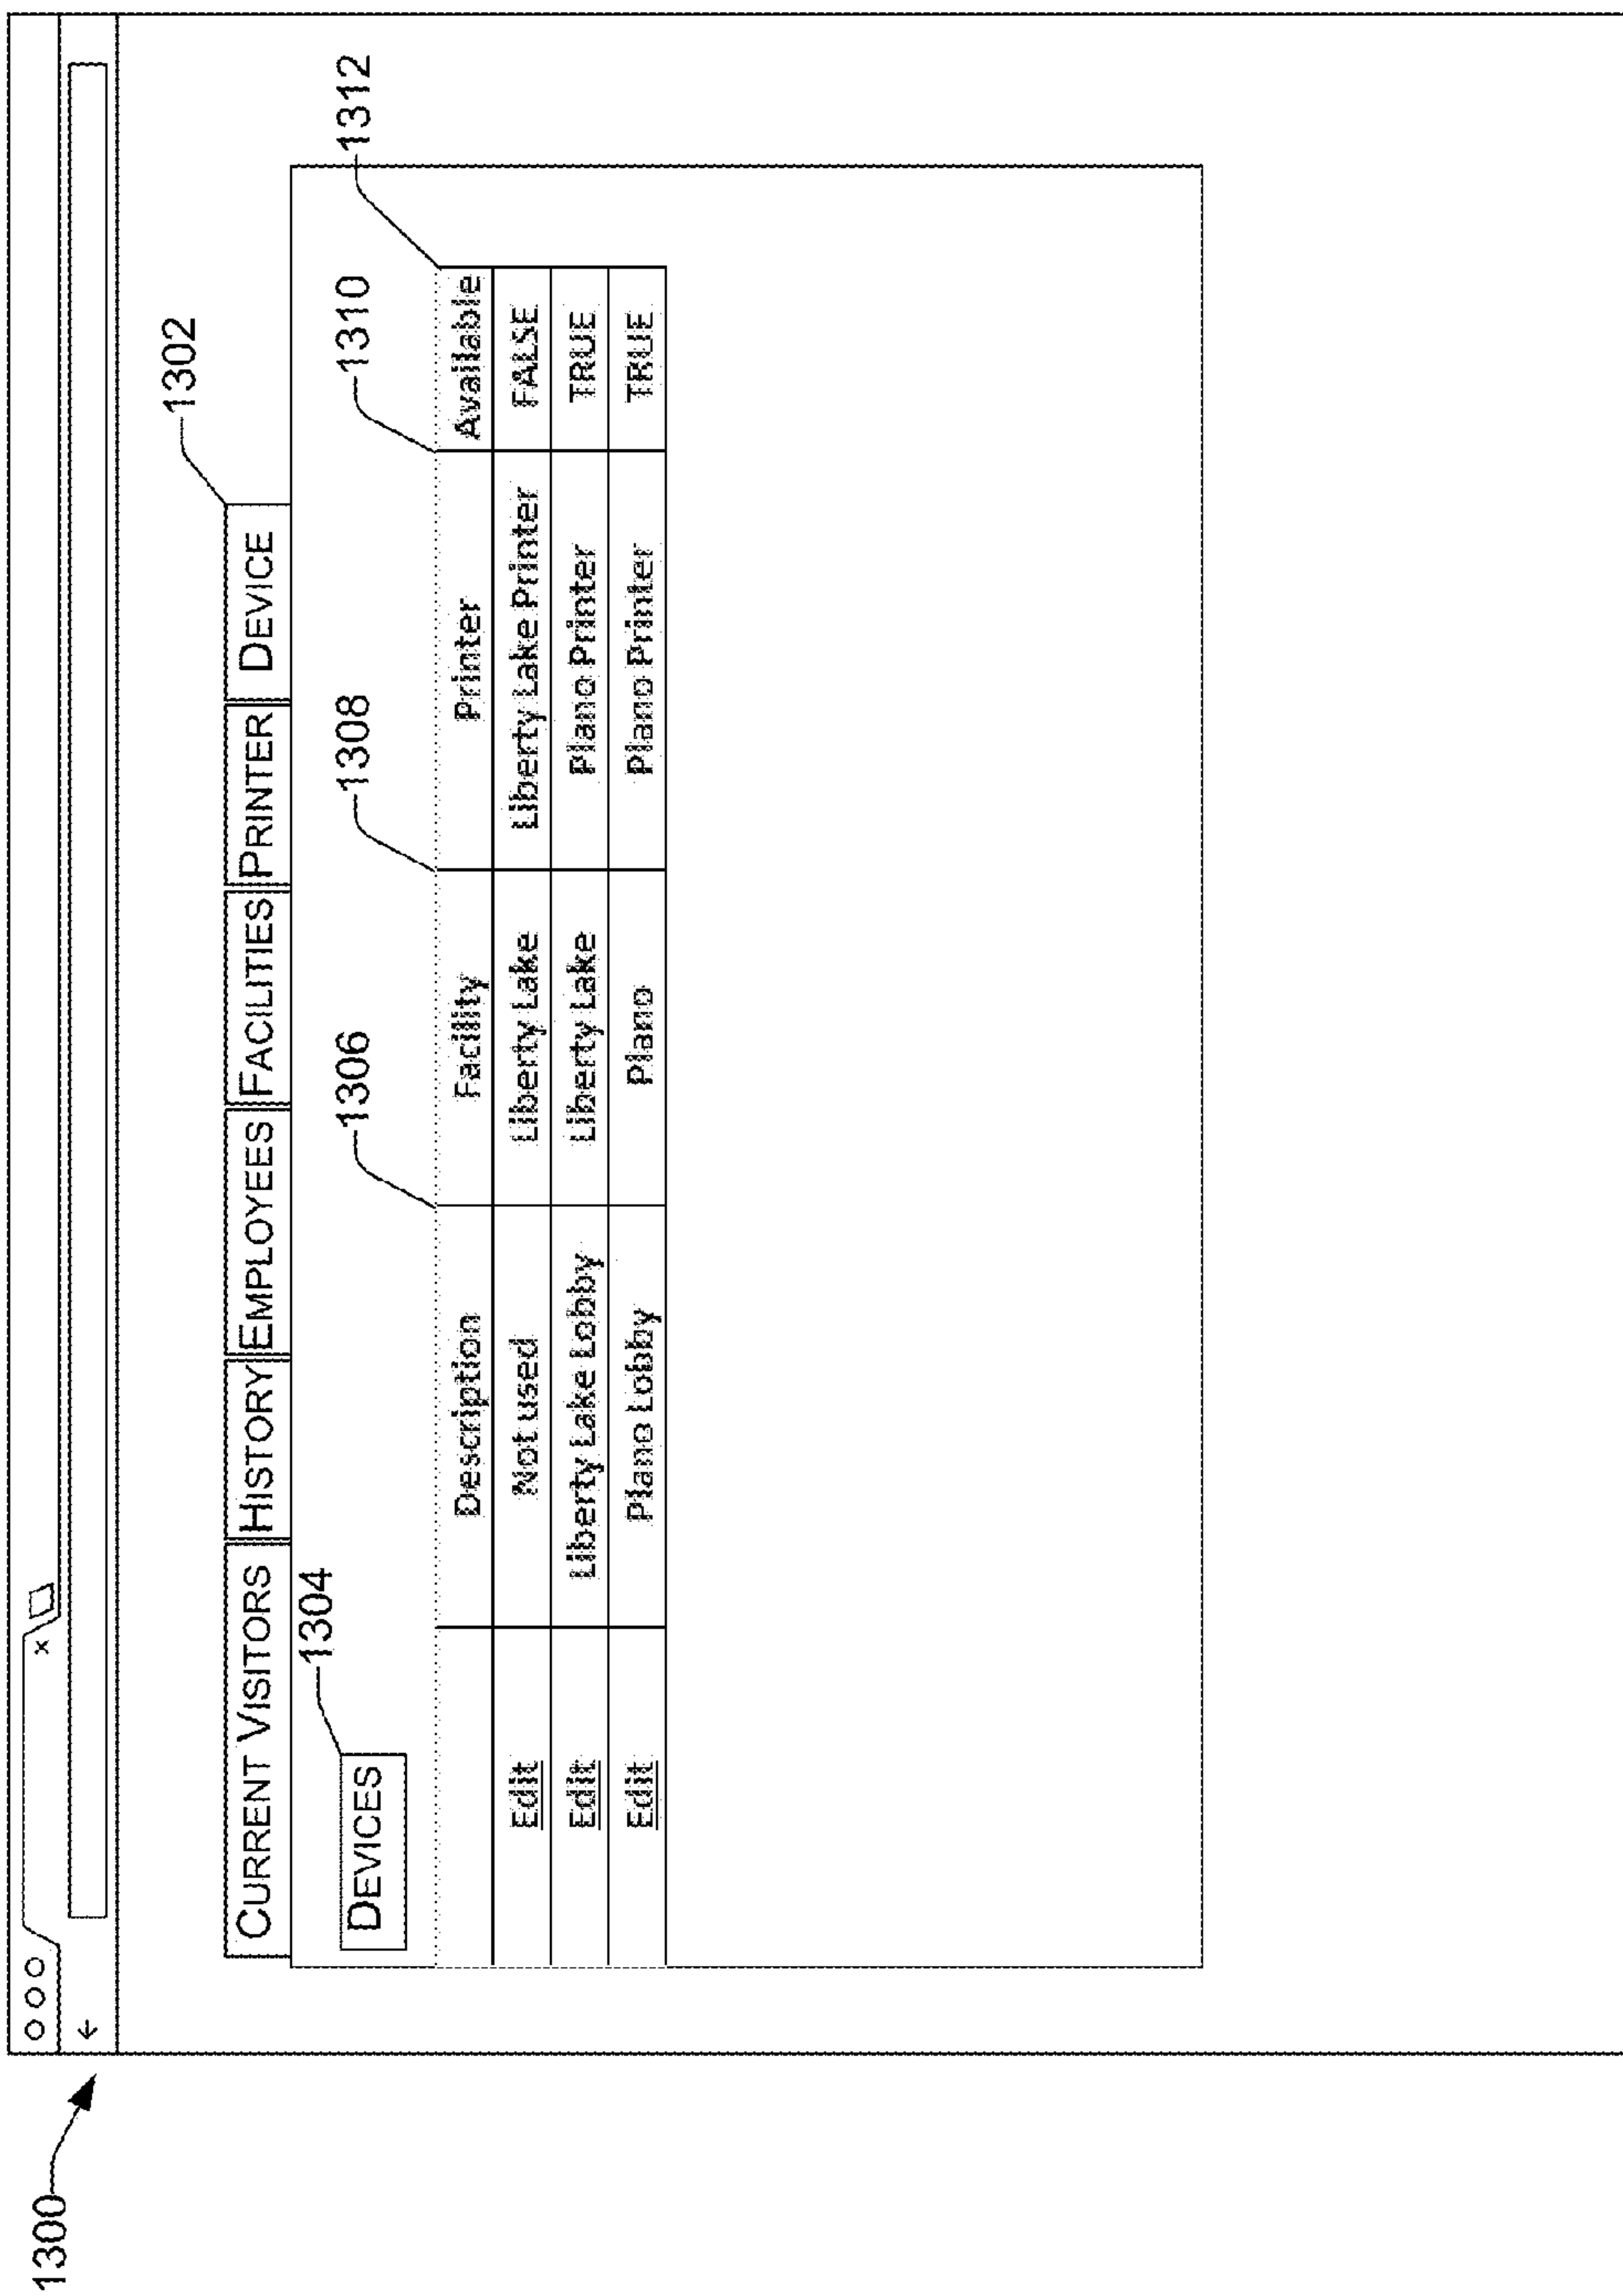 1300
× 
←
1302
CURRENT VISITORS HISTORY EMPLOYEES FACILITIES PRINTER DEVICE
1304 1306 1308 1310 1312
DEVICES
Description Facility Printer Available
Edit Not used Liberty Lake Liberty Lake Printer FALSE
Edit Liberty Lake Lobby Liberty Lake Plano Printer TRUE
Edit Plano Lobby Plano Plano Printer TRUE